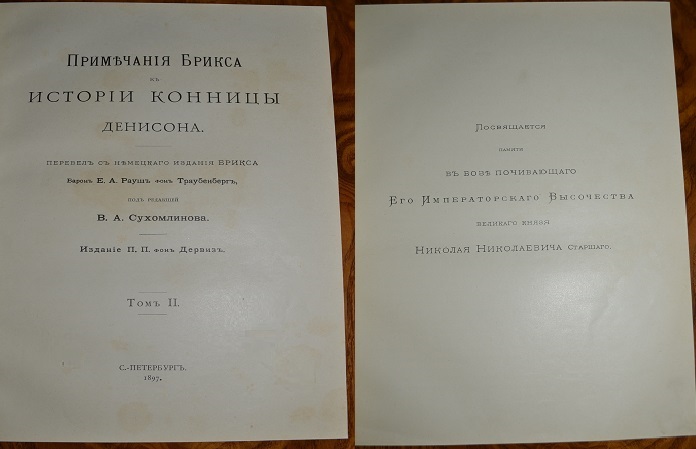 Примѣчанія Брикса
къ
ИСТОРІИ КОННИЦЫ
ДЕНИСОНА.
ПЕРЕВЕЛЪ СЪ НѢМЕЦКАГО ИЗДАНІЯ БРИКСА
Баронъ Е. А. Раушъ фонъ Траубенбергъ,
ПОДЪ РЕДАКЦІЕЙ
В. А. Сухомлинова.
Изданіе П. П. фонъ Дервизъ.
Томъ II.
С.-ПЕТЕРБУРГЪ.
1897.
Посвящается
ПАМЯТИ
ВЪ БОЗѢ ПОЧИВАЮЩАГО
Его Императорскаго Высочества
ВЕЛИКАГО КНЯЗЯ
Николая Николаевича Старшаго.